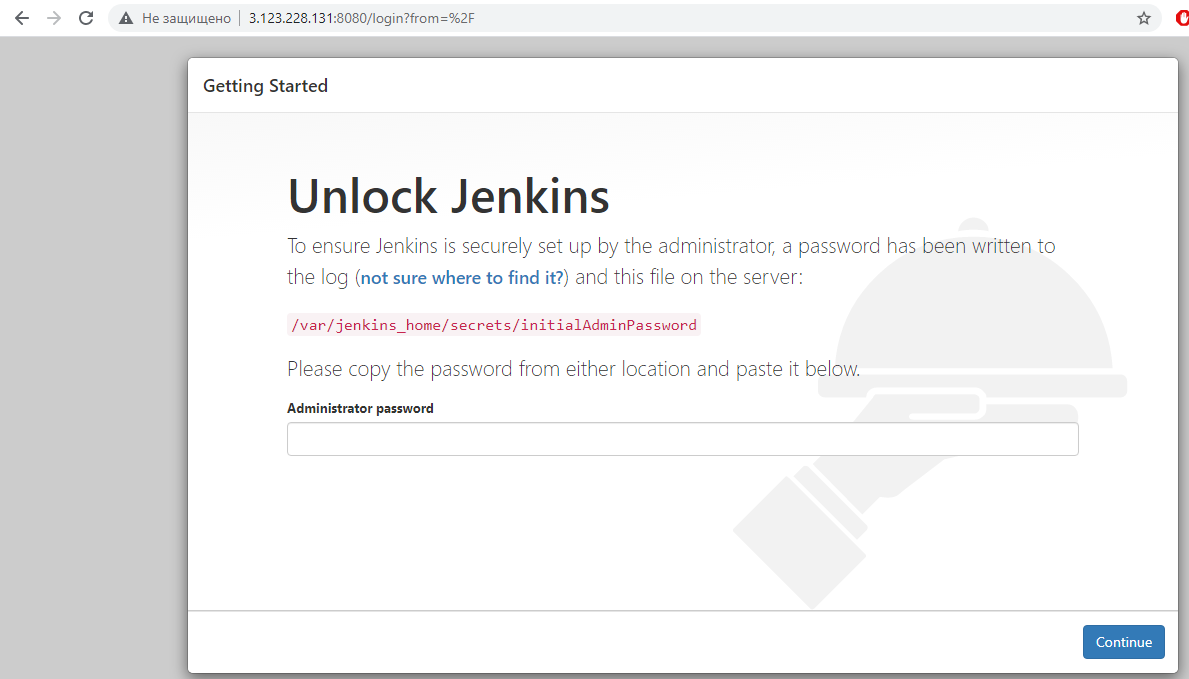 Не защищено 3.123.228.131:8080/login?from=%2F
Getting Started
Unlock Jenkins
To ensure Jenkins is securely set up by the administrator, a password has been written to
the log (not sure where to find it?) and this file on the server:
/var/jenkins_home/secrets/initialAdminPassword
Please copy the password from either location and paste it below.
Administrator password
Continue